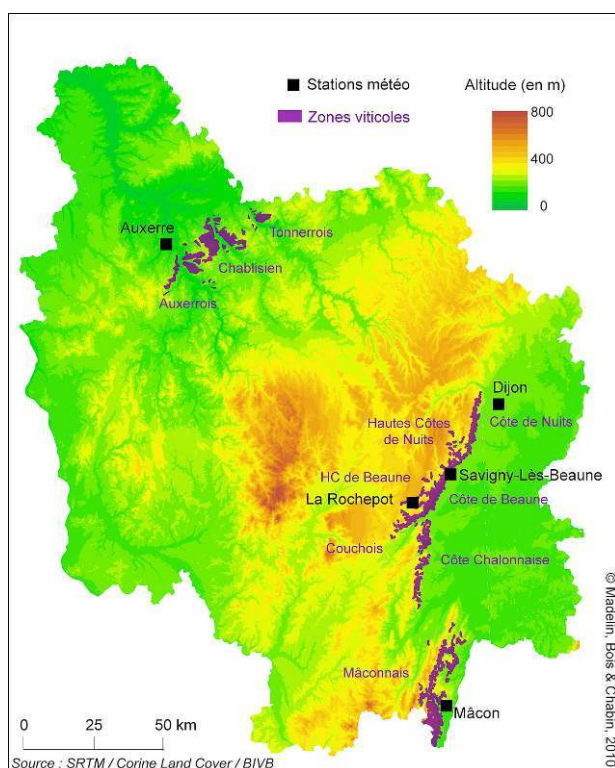 Stations météo
Altitude (en m)
Zones viticoles
800
400
0
Auxerre
Tonnerrois
Chablisien
Auxerrois
Dijon
Hautes Côtes
de Nuits
Côte de Nuits
HC de Beaune
Savigny-Lès-Beaune
La Rochepot
Côte de Beaune
Couchois
Côte Chalonnaise
Mâconnais
Mâcon
0 25 50 km
Source : SRTM / Corine Land Cover / BIVB
© Madelin, Bois & Chabin, 2010